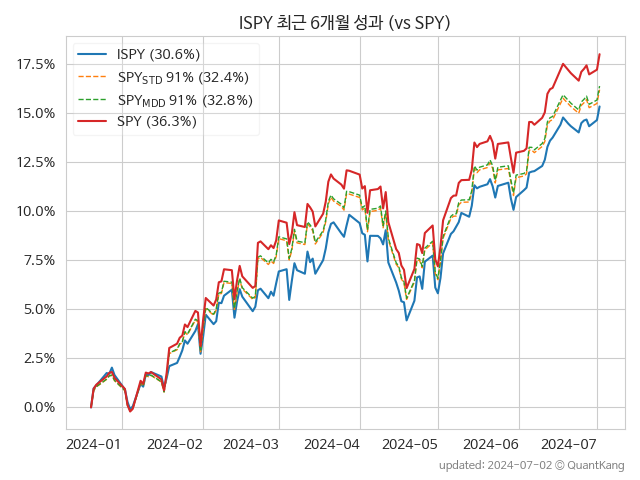 ISPY 최근 6개월 성과 (vs SPY)
ISPY (30.6%)
SPY_STD 91% (32.4%)
SPY_MDD 91% (32.8%)
SPY (36.3%)
17.5%
15.0%
12.5%
10.0%
7.5%
5.0%
2.5%
0.0%
2024-01 2024-02 2024-03 2024-04 2024-05 2024-06 2024-07
updated: 2024-07-02 © QuantKang